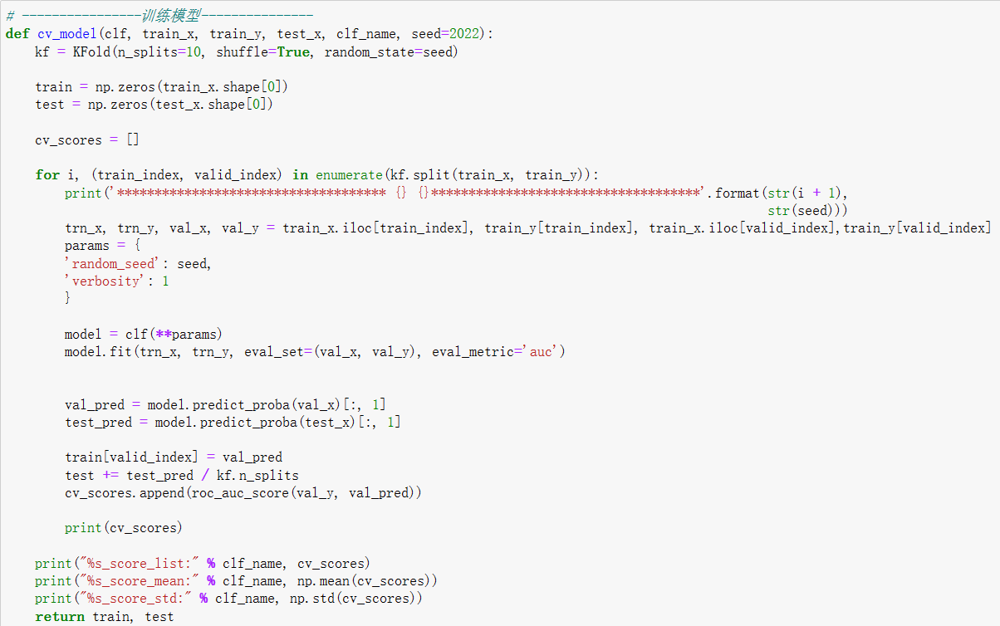 # ----------------训练模型---------------
def cv_model(clf, train_x, train_y, test_x, clf_name, seed=2022):
    kf = KFold(n_splits=10, shuffle=True, random_state=seed)

    train = np.zeros(train_x.shape[0])
    test = np.zeros(test_x.shape[0])

    cv_scores = []

    for i, (train_index, valid_index) in enumerate(kf.split(train_x, train_y)):
        print('************************************ {} {}************************************'.format(str(i + 1),
                                                                                              str(seed)))
        trn_x, trn_y, val_x, val_y = train_x.iloc[train_index], train_y[train_index], train_x.iloc[valid_index],train_y[valid_index]
        params = {
        'random_seed': seed,
        'verbosity': 1
        }

        model = clf(**params)
        model.fit(trn_x, trn_y, eval_set=(val_x, val_y), eval_metric='auc')


        val_pred = model.predict_proba(val_x)[:, 1]
        test_pred = model.predict_proba(test_x)[:, 1]

        train[valid_index] = val_pred
        test += test_pred / kf.n_splits
        cv_scores.append(roc_auc_score(val_y, val_pred))

        print(cv_scores)

    print("%s_score_list:" % clf_name, cv_scores)
    print("%s_score_mean:" % clf_name, np.mean(cv_scores))
    print("%s_score_std:" % clf_name, np.std(cv_scores))
    return train, test